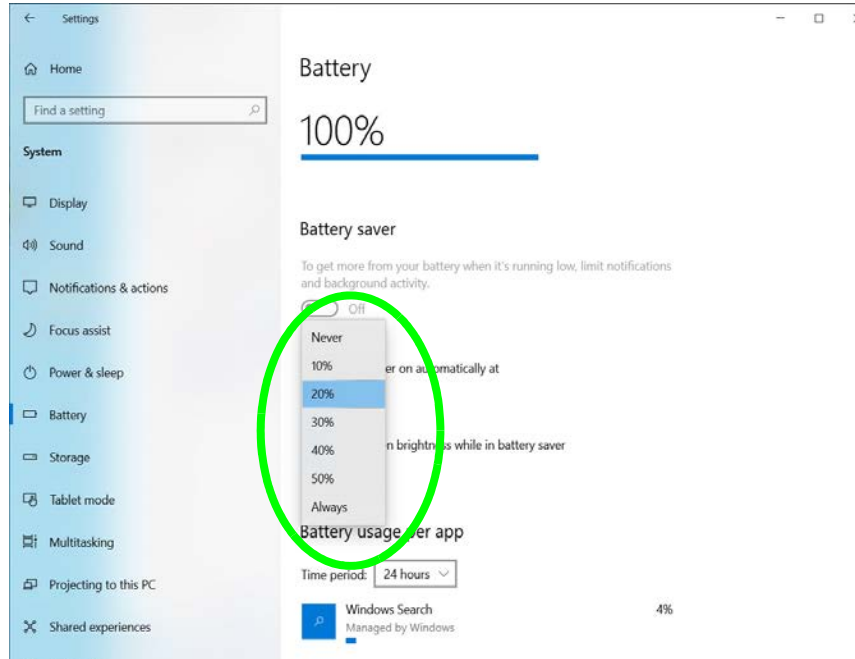 Settings
Home
Find a setting
System
Display
Sound
Notifications & actions
Focus assist
Power & sleep
Battery
Storage
Tablet mode
Multitasking
Projecting to this PC
Shared experiences
Battery
100%
Battery saver
To get more from your battery when it's running low, limit notifications
and background activity.
Off
Never
10%
er on automatically at
20%
30%
n brightness while in battery saver
40%
50%
Always
Battery usage per app
Time period: 24 hours
Windows Search 4%
Managed by Windows